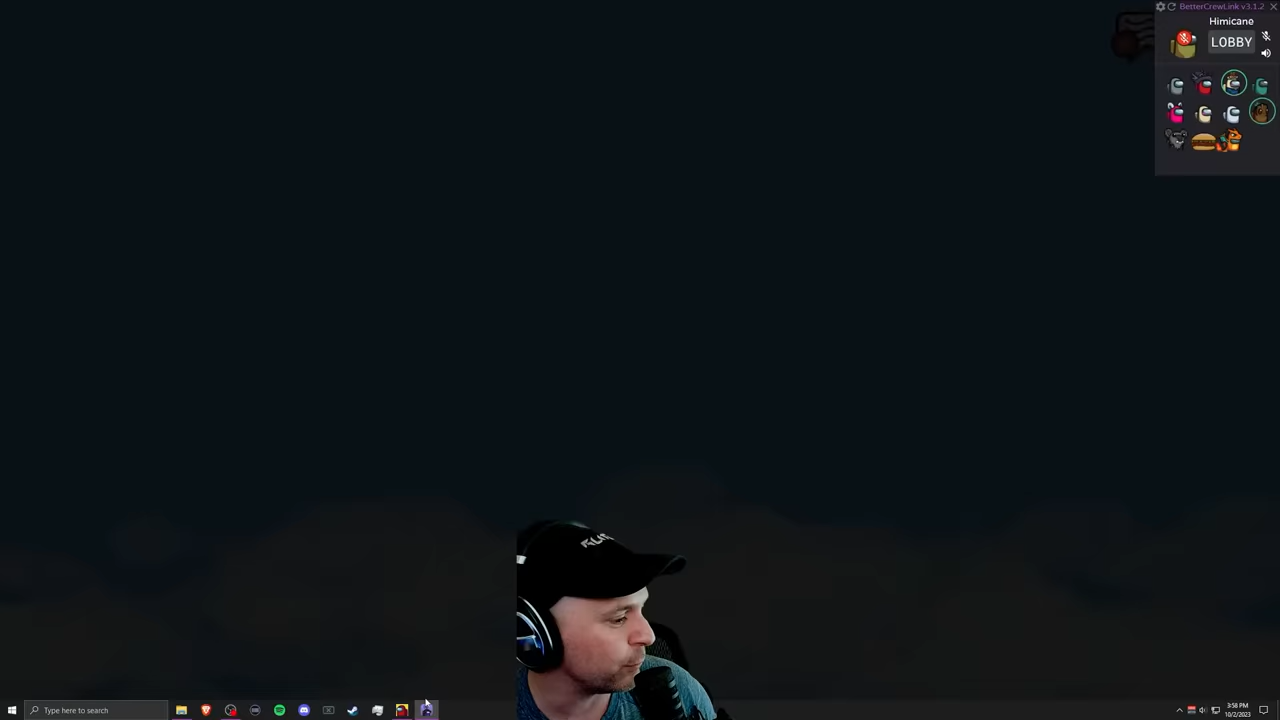 BetterCrewLink v3.1.2
Himicane
LOBBY
Type here to search
3:58 PM
10/2/2023